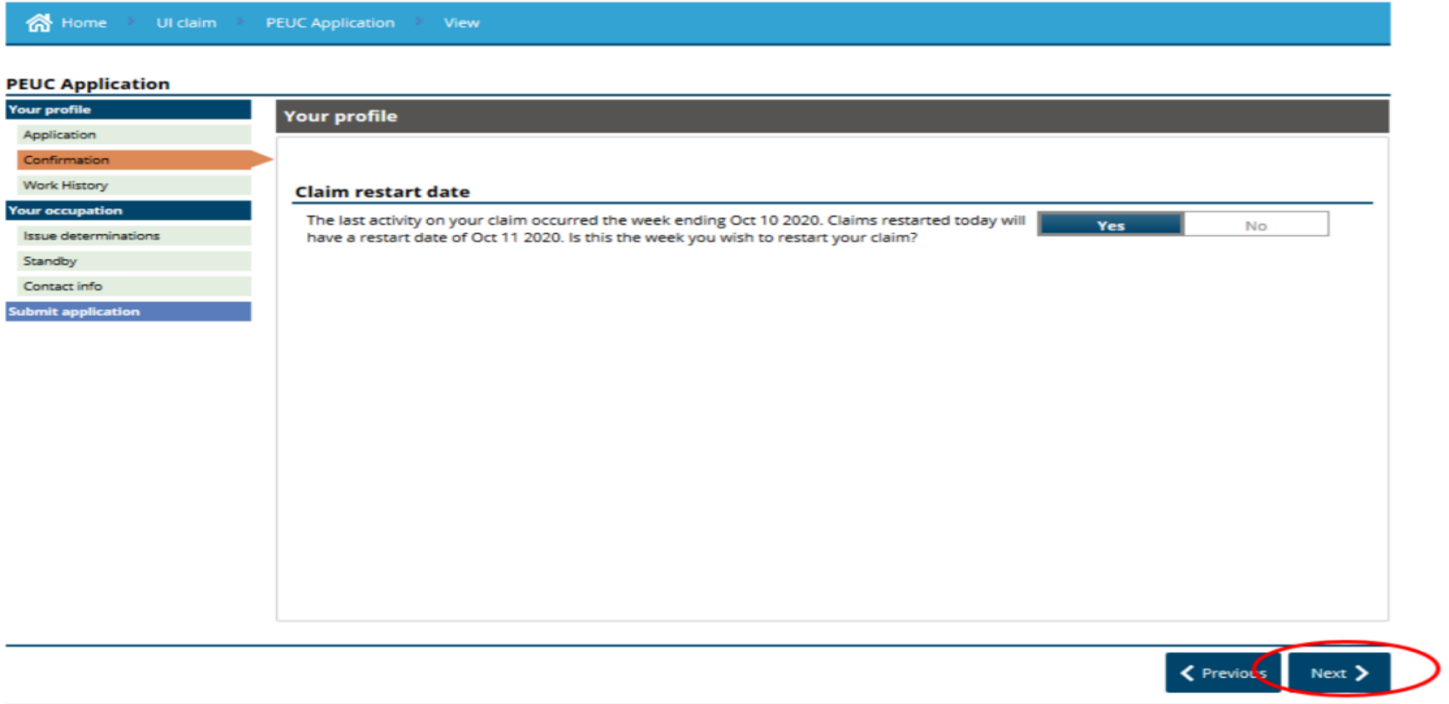 Home UI claim PEUC Application View
PEUC Application
Your profile
Application
Confirmation
Work History
Your occupation
Issue determinations
Standby
Contact info
Submit application
Your profile
Claim restart date
The last activity on your claim occurred the week ending Oct 10 2020. Claims restarted today will
have a restart date of Oct 11 2020. Is this the week you wish to restart your claim?
Yes No
Previous Next